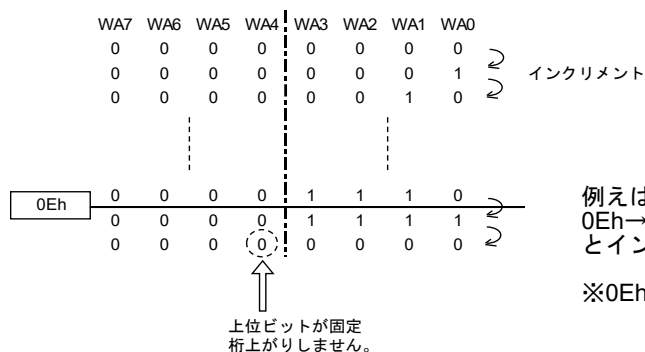 WA7 WA6 WA5 WA4 WA3 WA2 WA1 WA0
0 0 0 0 0 0 0 0
0 0 0 0 0 0 0 1
0 0 0 0 0 0 1 0
インクリメント
0Eh
0 0 0 0 1 1 1 0
0 0 0 0 1 1 1 1
0 0 0 0 0 0 0 0
上位ビットが固定
桁上がりしません。
例えは
0Eh→
とイン
※0Eh